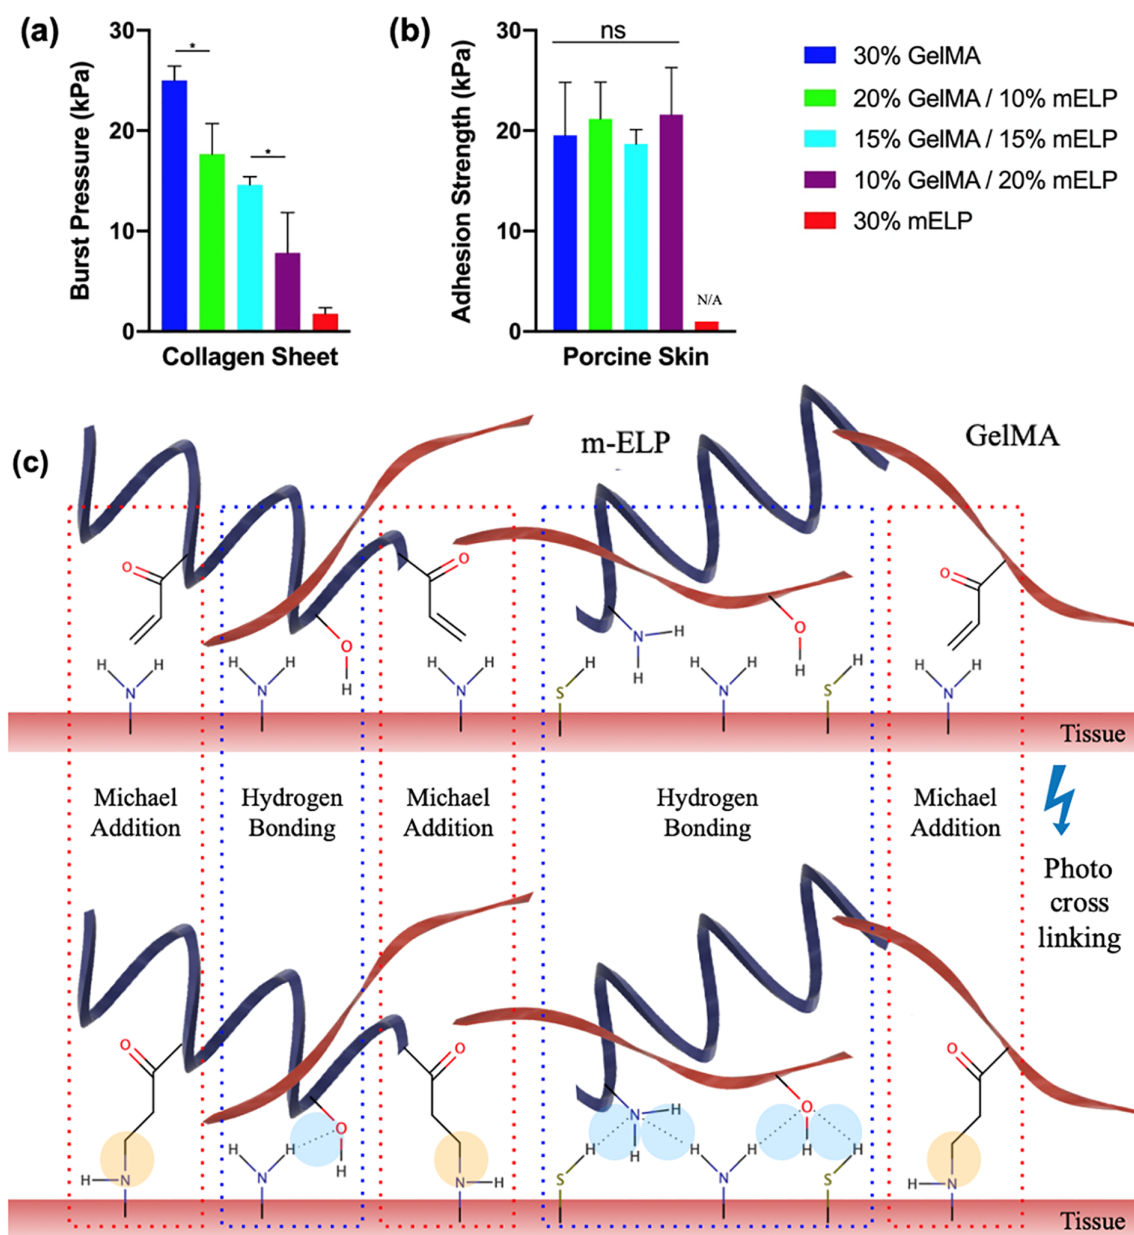 (a)
30
20
10
0
Burst Pressure (kPa)
*
*
Collagen Sheet
(b)
30
20
10
0
Adhesion Strength (kPa)
ns
N/A
Porcine Skin
30% GelMA
20% GelMA / 10% mELP
15% GelMA / 15% mELP
10% GelMA / 20% mELP
30% mELP
(c)
m-ELP
GelMA
O
O
O
H
N
H
H
O
H
O
H
H
N
H
H
N
H
H
N
S
H
H
H
N
S
H
H
H
N
Tissue
Michael
Addition
Hydrogen
Bonding
Michael
Addition
Hydrogen
Bonding
Michael
Addition
Photo
cross
linking
O
O
O
H
N
H
H
N
O
H
N
H
N
H
H
H
S
H
H
N
O
H
H
S
H
N
Tissue